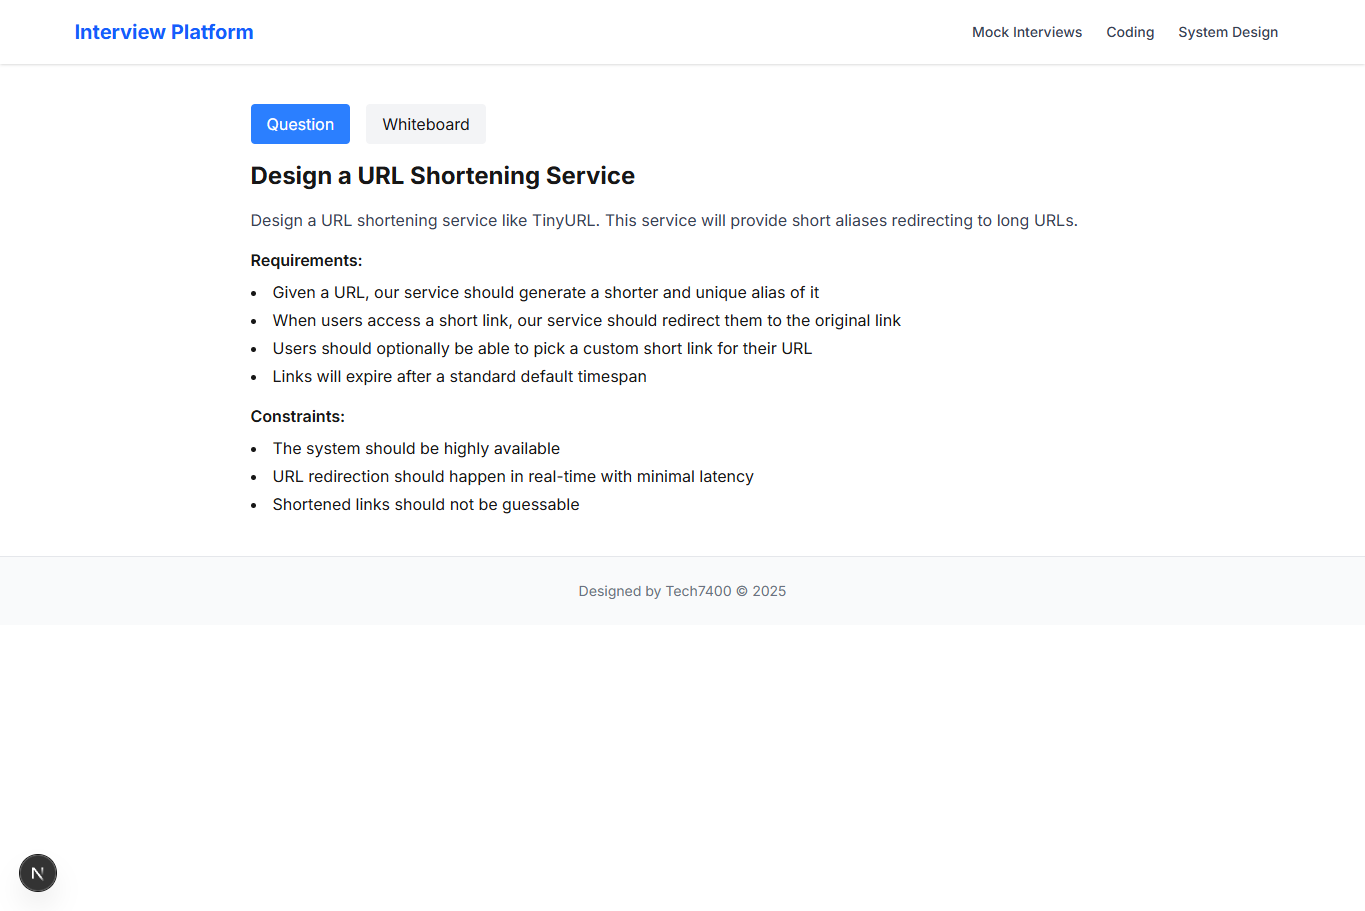 Interview Platform
Mock Interviews
Coding
System Design
Question
Whiteboard
Design a URL Shortening Service
Design a URL shortening service like TinyURL. This service will provide short aliases redirecting to long URLs.
Requirements:
• Given a URL, our service should generate a shorter and unique alias of it
• When users access a short link, our service should redirect them to the original link
• Users should optionally be able to pick a custom short link for their URL
• Links will expire after a standard default timespan
Constraints:
• The system should be highly available
• URL redirection should happen in real-time with minimal latency
• Shortened links should not be guessable
Designed by Tech7400 © 2025
N